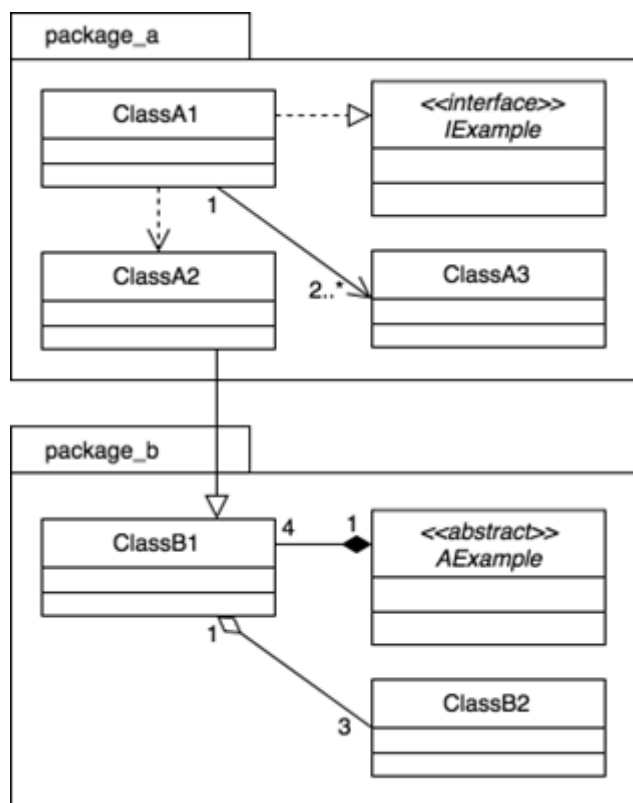 package_a
ClassA1
<<interface>>
IExample
1
ClassA2
ClassA3
2..*
package_b
ClassB1
4
1
<<abstract>>
AExample
1
ClassB2
3